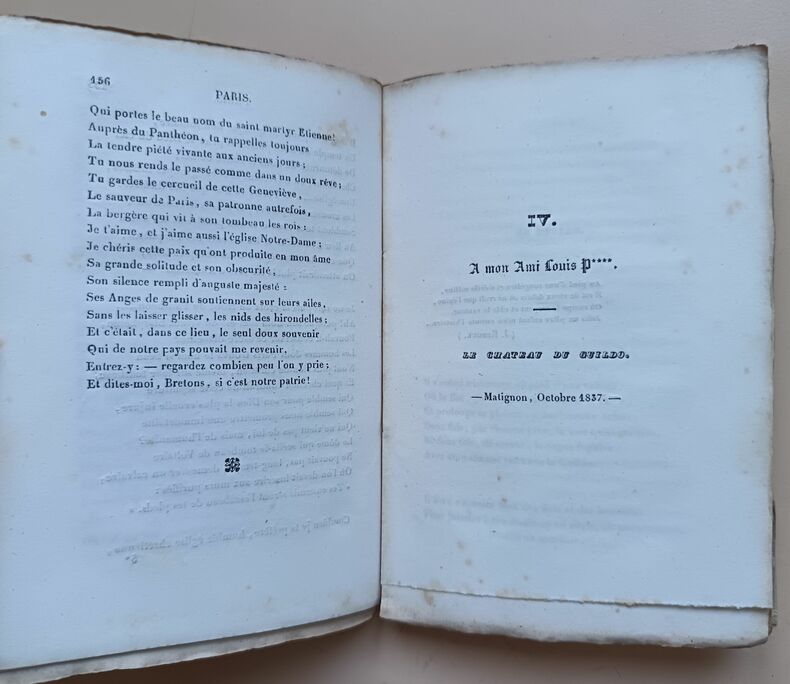 156
PARIS.
Qui portes le beau nom du saint martyr Etienne!
Auprès du Panthéon, tu rappelles toujours
La tendre piété vivante aux anciens jours;
Tu nous rends le passé comme dans un doux rêve;
Tu gardes le cercueil de cette Geneviève,
Le sauveur de Paris, sa patronne autrefois,
La bergère qui vit à son tombeau les rois:
Je t'aime, et j'aime aussi l'église Notre-Dame;
Je chéris cette paix qu'ont produite en mon âme
Sa grande solitude et son obscurité,
Son silence rempli d'auguste majesté:
Ses Anges de granit soutiennent sur leurs ailes,
Sans les laisser glisser, les nids des hirondelles;
Et c'était, dans ce lieu, le seul doux souvenir
Qui de notre pays pouvait me revenir.
Entrez-y: — regardez combien peu l'on y prie;
Et dites-moi, Bretons, si c'est notre patrie!
IV.
A mon Ami Louis P****.
LE CHATEAU DU GUILDO.
—Matignon, Octobre 1837.—